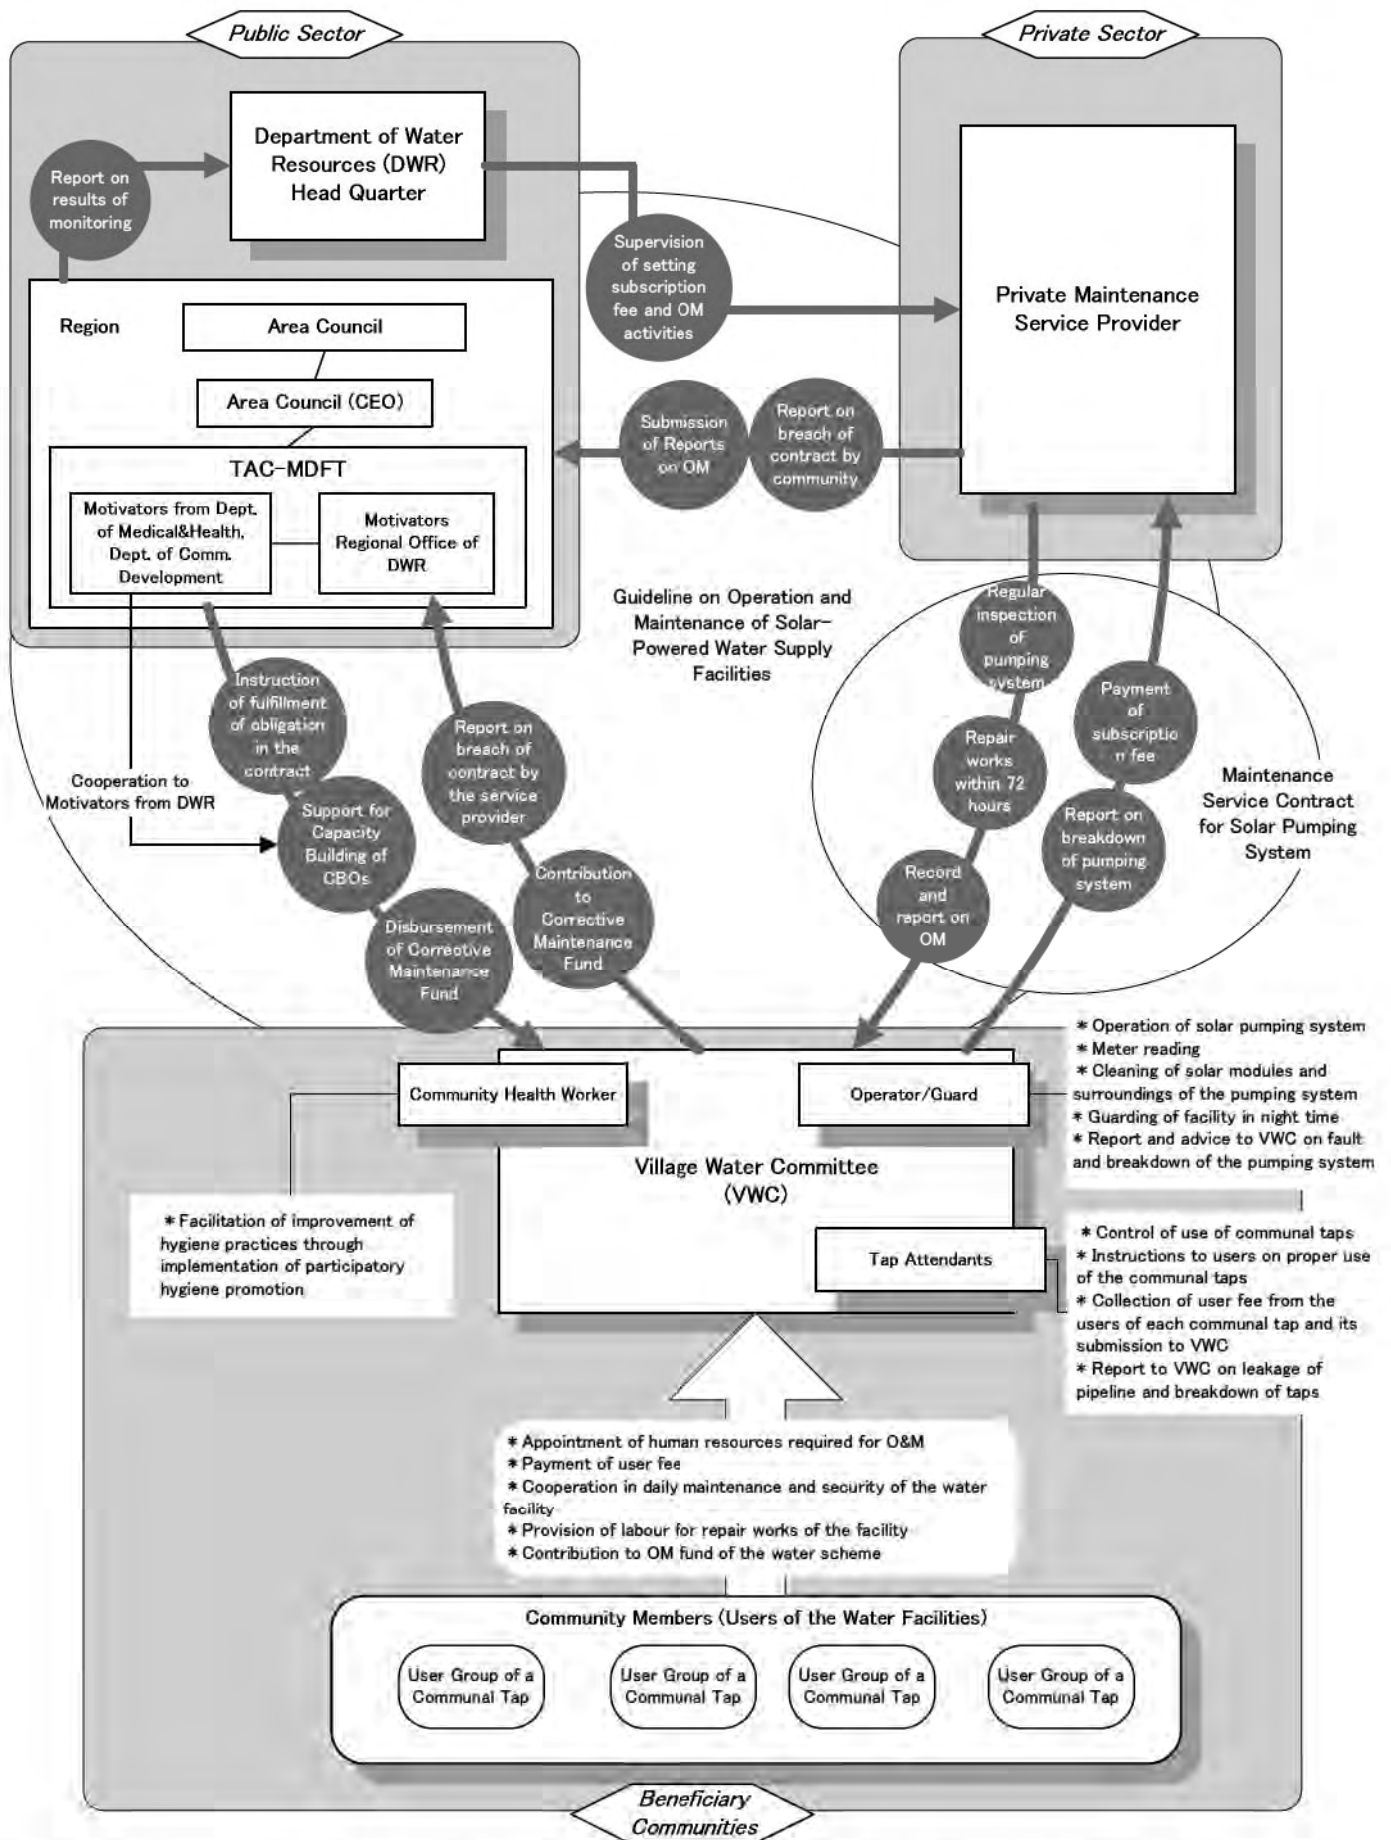 Public Sector
Private Sector
Department of Water
Resources (DWR)
Head Quarter
Report on
results of
monitoring
Supervision
of setting
subscription
fee and OM
activities
Private Maintenance
Service Provider
Region
Area Council
Area Council (CEO)
TAC-MDFT
Motivators from Dept.
of Medical&Health,
Dept. of Comm.
Development
Motivators
Regional Office of
DWR
Submission
of Reports
on OM
Report on
breach of
contract by
community
Guideline on Operation and
Maintenance of Solar-
Powered Water Supply
Facilities
Regular
inspection
of
pumping
system
Payment
of
subscriptio
n fee
Instruction
of fulfillment
of obligation
in the
contract
Report on
breach of
contract by
the service
provider
Repair
works
within 72
hours
Maintenance
Service Contract
for Solar Pumping
System
Cooperation to
Motivators from DWR
Support for
Capacity
Building of
CBOs
Report on
breakdown
of pumping
system
Contribution
to
Corrective
Maintenance
Fund
Record
and
report on
OM
Disbursement
of Corrective
Maintenance
Fund
Community Health Worker
Operator/Guard
* Operation of solar pumping system
* Meter reading
* Cleaning of solar modules and
surroundings of the pumping system
* Guarding of facility in night time
* Report and advice to VWC on fault
and breakdown of the pumping system
Village Water Committee
(VWC)
* Facilitation of improvement of
hygiene practices through
implementation of participatory
hygiene promotion
Tap Attendants
* Control of use of communal taps
* Instructions to users on proper use
of the communal taps
* Collection of user fee from the
users of each communal tap and its
submission to VWC
* Report to VWC on leakage of
pipeline and breakdown of taps
* Appointment of human resources required for O&M
* Payment of user fee
* Cooperation in daily maintenance and security of the water
facility
* Provision of labour for repair works of the facility
* Contribution to OM fund of the water scheme
Community Members (Users of the Water Facilities)
User Group of a
Communal Tap
User Group of a
Communal Tap
User Group of a
Communal Tap
User Group of a
Communal Tap
Beneficiary
Communities